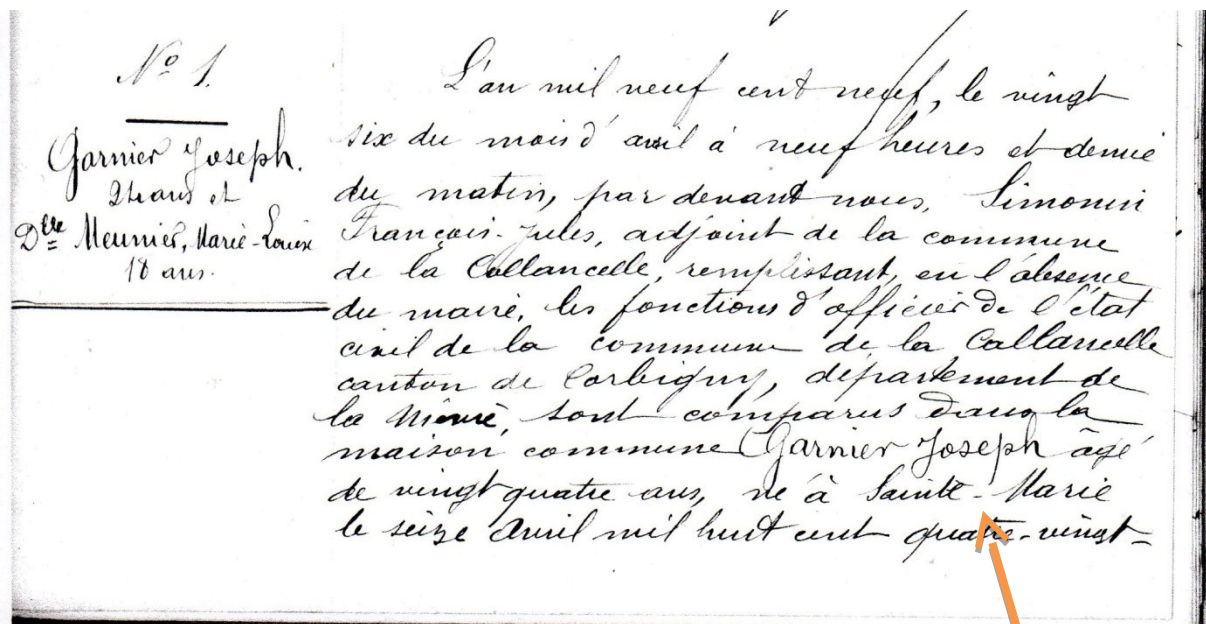 N° 1.
Garnier Joseph.
24 ans et
Dlle Meunier, Marie-Louise
18 ans.
L'an mil neuf cent neuf, le vingt
six du mois d'avril à neuf heures et demie
du matin, par devant nous, Simonin
François-Jules, adjoint de la commune
de la Collancelle, remplissant, en l'absence
du maire, les fonctions d'officier de l'état
civil de la commune de la Collancelle
canton de Corbigny, département de
la Nièvre, sont comparus dans la
maison commune Garnier Joseph âgé
de vingt quatre ans, né à Sainte-Marie
le seize avril mil huit cent quatre-vingt-